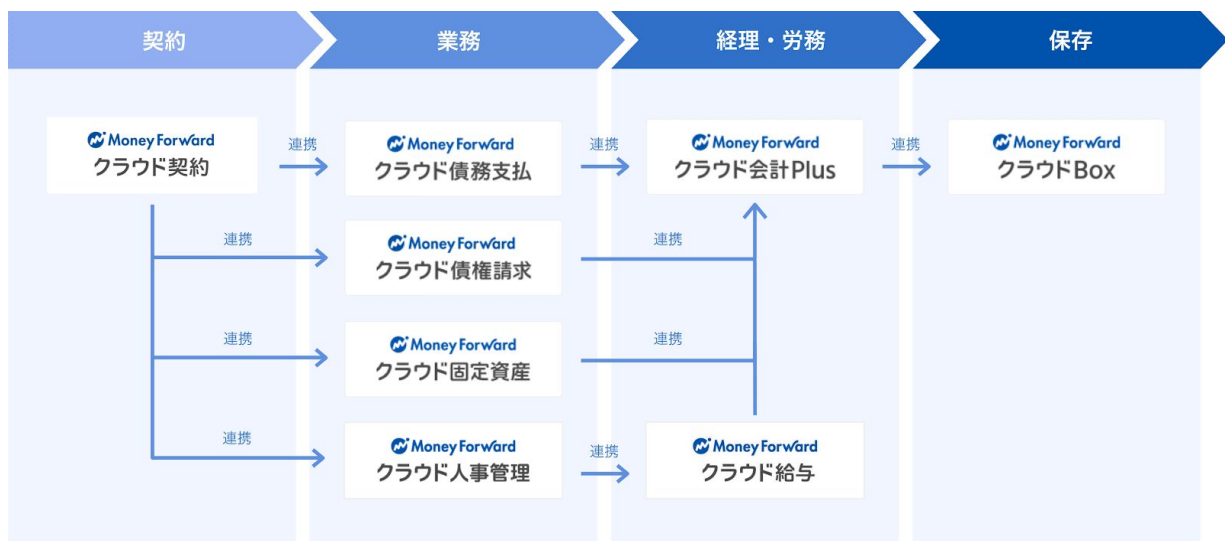 契約
業務
経理・労務
保存
Money Forward
クラウド契約
連携
Money Forward
クラウド債務支払
連携
Money Forward
クラウド会計Plus
連携
Money Forward
クラウドBox
連携
Money Forward
クラウド債権請求
連携
連携
Money Forward
クラウド固定資産
連携
連携
Money Forward
クラウド人事管理
連携
Money Forward
クラウド給与